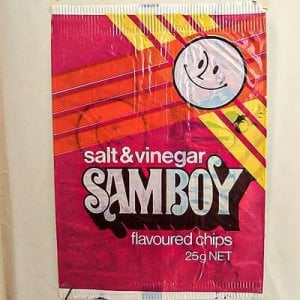 salt & vinegar
SAMBOY
flavoured chips
25g NET